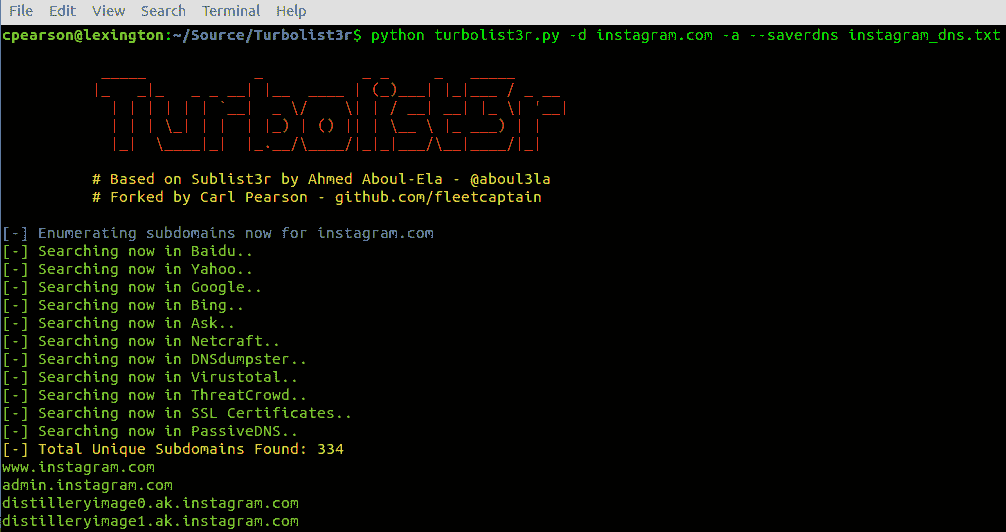 File Edit View Search Terminal Help
cpearson@lexington:~/Source/Turbolist3r$ python turbolist3r.py -d instagram.com -a --saverdns instagram_dns.txt
Turbolist3r
# Based on Sublist3r by Ahmed Aboul-Ela - @aboul3la
# Forked by Carl Pearson - github.com/fleetcaptain
[-] Enumerating subdomains now for instagram.com
[-] Searching now in Baidu..
[-] Searching now in Yahoo..
[-] Searching now in Google..
[-] Searching now in Bing..
[-] Searching now in Ask..
[-] Searching now in Netcraft..
[-] Searching now in DNSdumpster..
[-] Searching now in Virustotal..
[-] Searching now in ThreatCrowd..
[-] Searching now in SSL Certificates..
[-] Searching now in PassiveDNS..
[-] Total Unique Subdomains Found: 334
www.instagram.com
admin.instagram.com
distilleryimage0.ak.instagram.com
distilleryimage1.ak.instagram.com